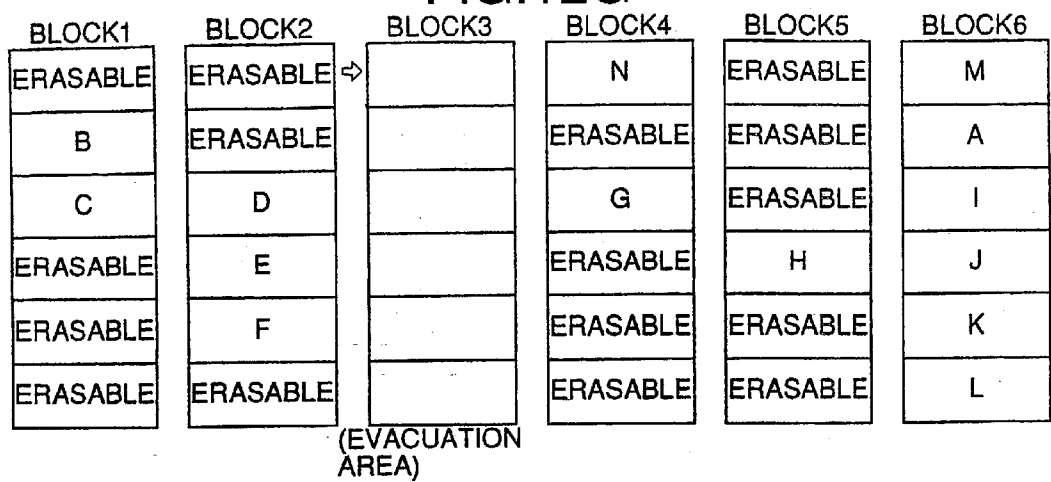 BLOCK1 BLOCK2 BLOCK3 BLOCK4 BLOCK5 BLOCK6
ERASABLE ERASABLE ⇨ N ERASABLE M
B ERASABLE ERASABLE ERASABLE A
C D G ERASABLE I
ERASABLE E ERASABLE H J
ERASABLE F ERASABLE ERASABLE K
ERASABLE ERASABLE ERASABLE ERASABLE L
(EVACUATION
AREA)